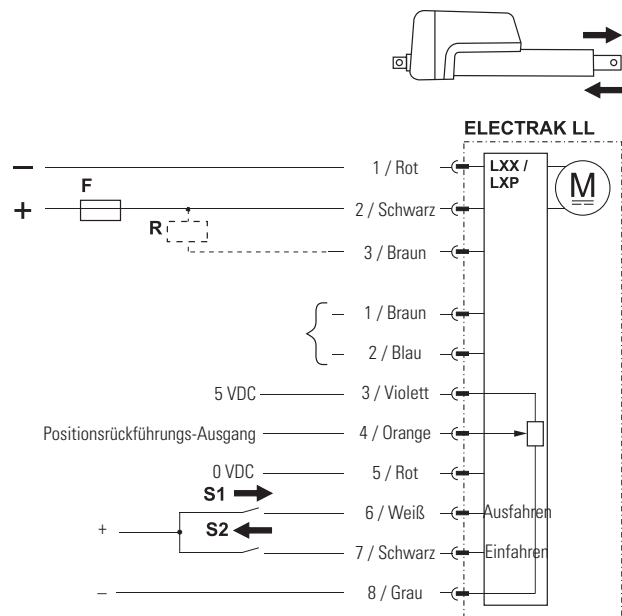 ELECTRAK LL
LXX /
LXP
M
– 1 / Rot
F
+ 2 / Schwarz
R
3 / Braun
1 / Braun
2 / Blau
5 VDC 3 / Violett
Positionsrückführungs-Ausgang 4 / Orange
0 VDC 5 / Rot
S1
6 / Weiß Ausfahren
+ S2
7 / Schwarz Einfahren
– 8 / Grau